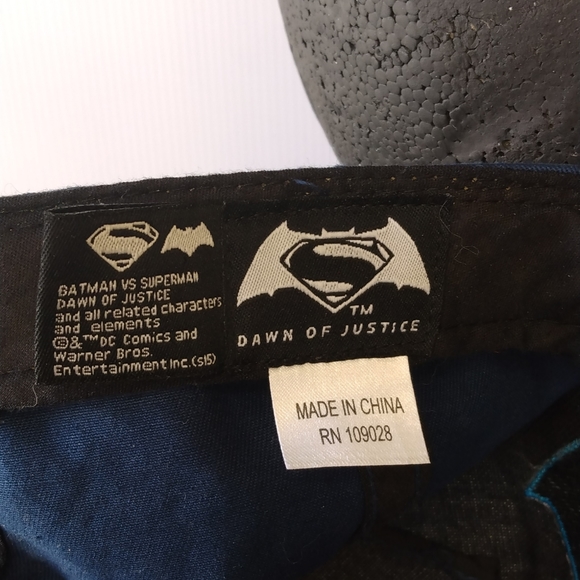 BATMAN VS SUPERMAN
DAWN OF JUSTICE
and all related characters
and elements
©&™DC Comics and
Warner Bros.
Entertainment Inc.(s15)
TM
DAWN OF JUSTICE
MADE IN CHINA
RN 109028